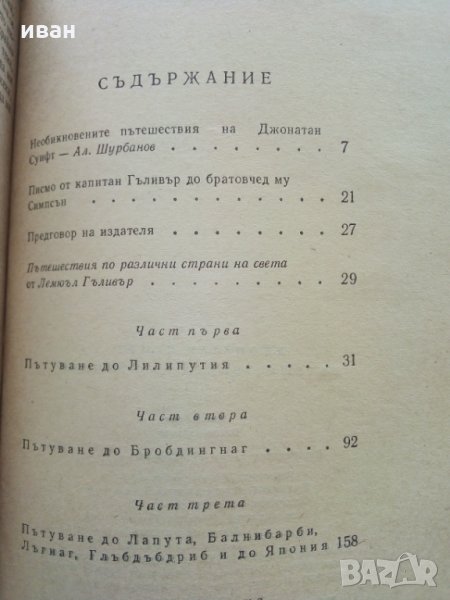 иван
СЪДЪРЖАНИЕ
Необикновените пътешествия на Джонатан
Суифт — Ал. Шурбанов . . . . . . . 7
Писмо от капитан Гъливър до братовчед му
Симпсън . . . . . . . . . . . 21
Предговор на издателя . . . . . . . 27
Пътешествия по различни страни на света
от Лемюъл Гъливър . . . . . . . . 29
Част първа
Пътуване до Лилипутия . . . . . . 31
Част втора
Пътуване до Бробдингнаг . . . . 92
Част трета
Пътуване до Лапута, Балнибарби,
Лъгнаг, Глъбдъбдриб и до Япония 158
BAZAR.BG